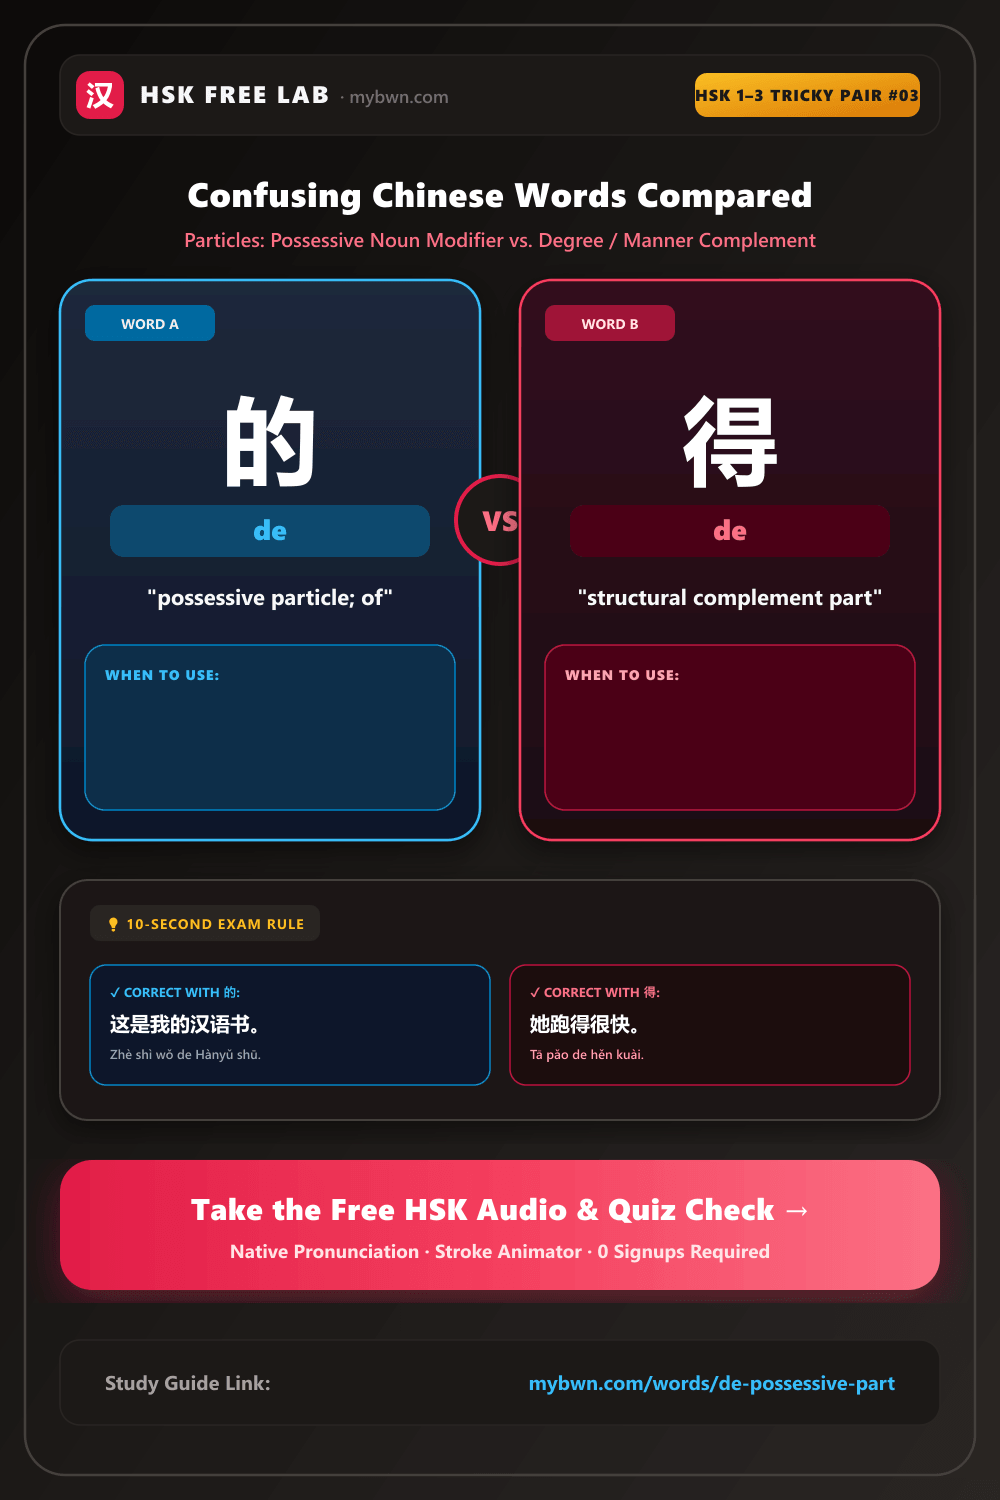 汉 HSK FREE LAB · mybwn.com
HSK 1–3 TRICKY PAIR #03
Confusing Chinese Words Compared
Particles: Possessive Noun Modifier vs. Degree / Manner Complement
WORD A
的
de
"possessive particle; of"
WHEN TO USE:
VS
WORD B
得
de
"structural complement part"
WHEN TO USE:
10-SECOND EXAM RULE
✓ CORRECT WITH 的:
这是我的汉语书。
Zhè shì wǒ de Hànyǔ shū.
✓ CORRECT WITH 得:
她跑得很快。
Tā pǎo de hěn kuài.
Take the Free HSK Audio & Quiz Check →
Native Pronunciation · Stroke Animator · 0 Signups Required
Study Guide Link:
mybwn.com/words/de-possessive-part